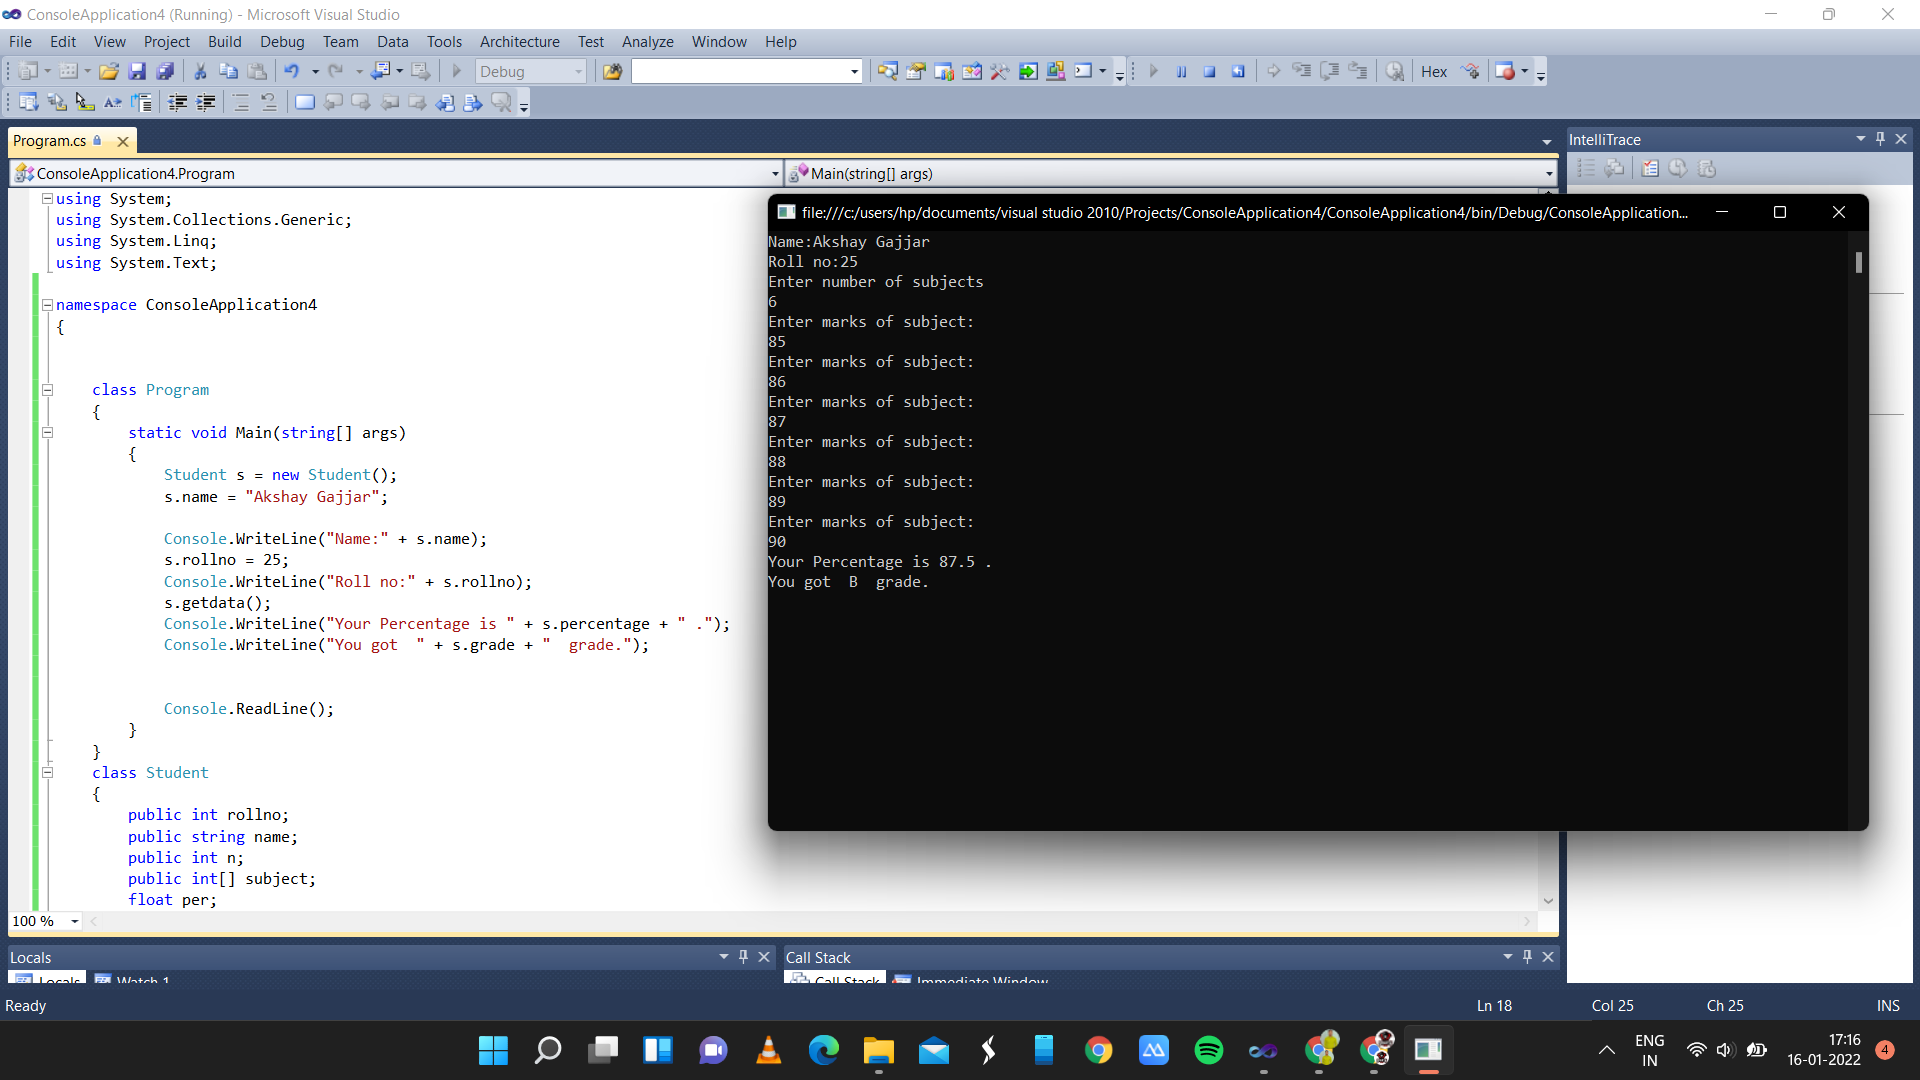 ConsoleApplication4 (Running) - Microsoft Visual Studio
File Edit View Project Build Debug Team Data Tools Architecture Test Analyze Window Help
Debug Hex
Program.cs
IntelliTrace
ConsoleApplication4.Program Main(string[] args)
using System;
using System.Collections.Generic;
using System.Linq;
using System.Text;
namespace ConsoleApplication4
{
class Program
{
static void Main(string[] args)
{
Student s = new Student();
s.name = "Akshay Gajjar";
Console.WriteLine("Name:" + s.name);
s.rollno = 25;
Console.WriteLine("Roll no:" + s.rollno);
s.getdata();
Console.WriteLine("Your Percentage is " + s.percentage + " .");
Console.WriteLine("You got  " + s.grade + "  grade.");
Console.ReadLine();
}
}
class Student
{
public int rollno;
public string name;
public int n;
public int[] subject;
float per;
100 %
file:///c:/users/hp/documents/visual studio 2010/Projects/ConsoleApplication4/ConsoleApplication4/bin/Debug/ConsoleApplication...
Name:Akshay Gajjar
Roll no:25
Enter number of subjects
6
Enter marks of subject:
85
Enter marks of subject:
86
Enter marks of subject:
87
Enter marks of subject:
88
Enter marks of subject:
89
Enter marks of subject:
90
Your Percentage is 87.5 .
You got  B  grade.
Locals
Locals Watch 1
Call Stack
Call Stack Immediate Window
Ready Ln 18 Col 25 Ch 25 INS
ENG
IN
17:16
16-01-2022
4